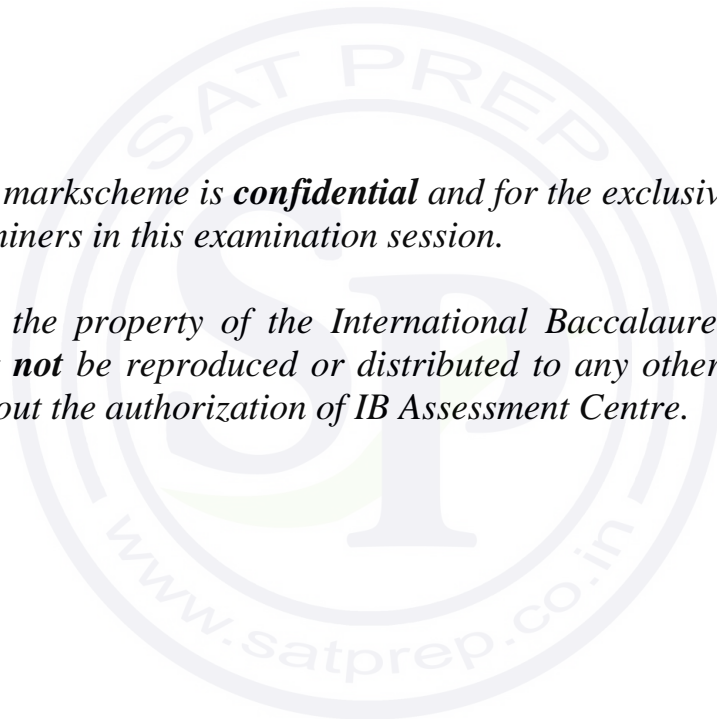 SAT PREP
markscheme is confidential and for the exclusiv
niners in this examination session.
the property of the International Baccalaure
not be reproduced or distributed to any other
out the authorization of IB Assessment Centre.
SP
www.satprep.co.in